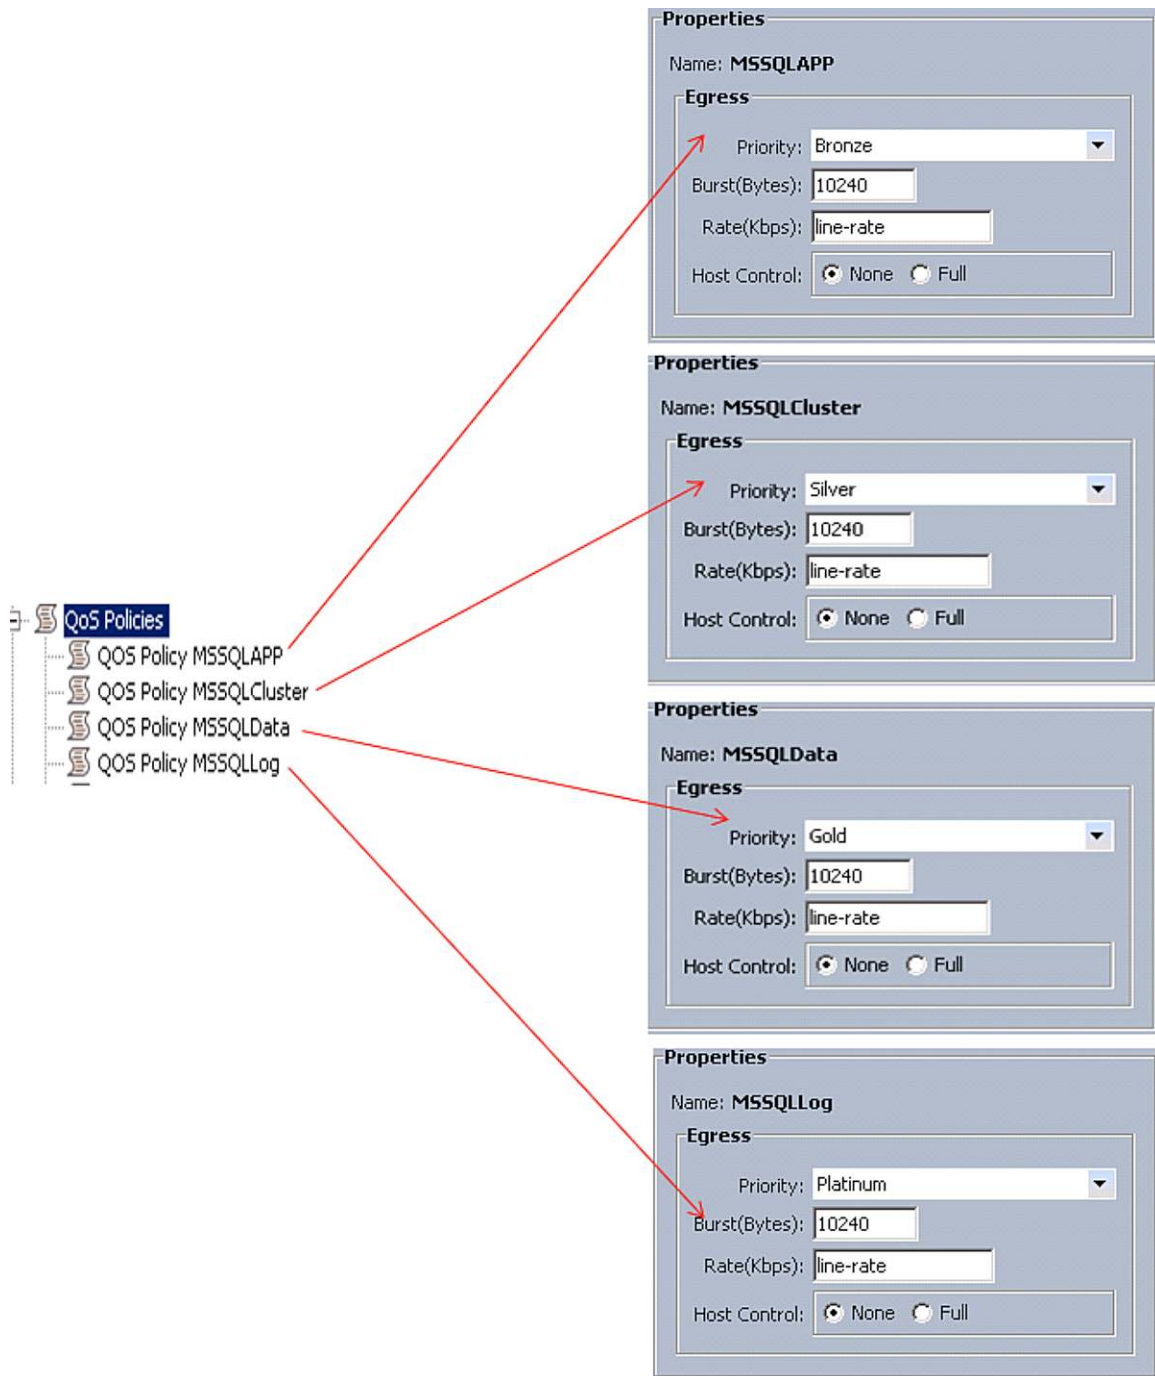 QoS Policies
QOS Policy MSSQLAPP
QOS Policy MSSQLCluster
QOS Policy MSSQLData
QOS Policy MSSQLLog
Properties
Name: MSSQLAPP
Egress
Priority: Bronze
Burst(Bytes): 10240
Rate(Kbps): line-rate
Host Control: None Full
Properties
Name: MSSQLCluster
Egress
Priority: Silver
Burst(Bytes): 10240
Rate(Kbps): line-rate
Host Control: None Full
Properties
Name: MSSQLData
Egress
Priority: Gold
Burst(Bytes): 10240
Rate(Kbps): line-rate
Host Control: None Full
Properties
Name: MSSQLLog
Egress
Priority: Platinum
Burst(Bytes): 10240
Rate(Kbps): line-rate
Host Control: None Full